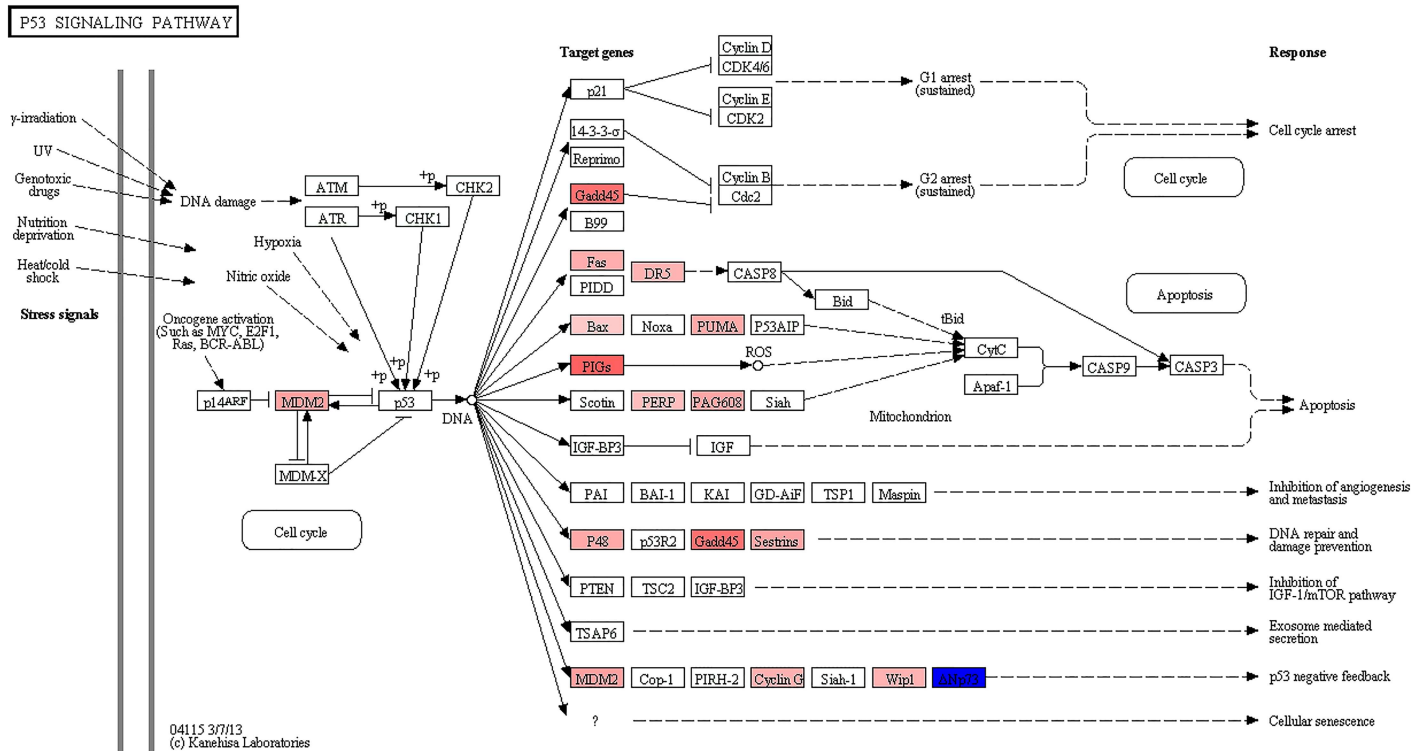 P53 SIGNALING PATHWAY
Target genes
Response
Cyclin D
CDK4/6
p21
G1 arrest
(sustained)
Cyclin E
CDK2
γ-irradiation
14-3-3-σ
Cell cycle arrest
UV
Reprimo
Genotoxic
drugs
DNA damage
ATM
+p
CHK2
Gadd45
Cyclin B
Cdc2
G2 arrest
(sustained)
Cell cycle
ATR
+p
CHK1
B99
Nutrition
deprivation
Hypoxia
Heat/cold
shock
Nitric oxide
Fas
DR5
CASP8
PIDD
Bid
Apoptosis
Stress signals
Oncogene activation
(Such as MYC, E2F1,
Ras, BCR-ABL)
Bax
Noxa
PUMA
P53AIP
tBid
CytC
PIGs
ROS
CASP9
CASP3
+p
+p
+p
Apaf-1
p14ARF
MDM2
p53
DNA
Scotin
PERP
PAG608
Siah
Mitochondrion
Apoptosis
MDM-X
IGF-BP3
IGF
PAI
BAI-1
KAI
GD-AiF
TSP1
Maspin
Inhibition of angiogenesis
and metastasis
Cell cycle
P48
p53R2
Gadd45
Sestrins
DNA repair and
damage prevention
PTEN
TSC2
IGF-BP3
Inhibition of
IGF-1/mTOR pathway
TSAP6
Exosome mediated
secretion
MDM2
Cop-1
PIRH-2
Cyclin G
Siah-1
Wip1
ΔNp73
p53 negative feedback
?
Cellular senescence
04115 3/7/13
(c) Kanehisa Laboratories